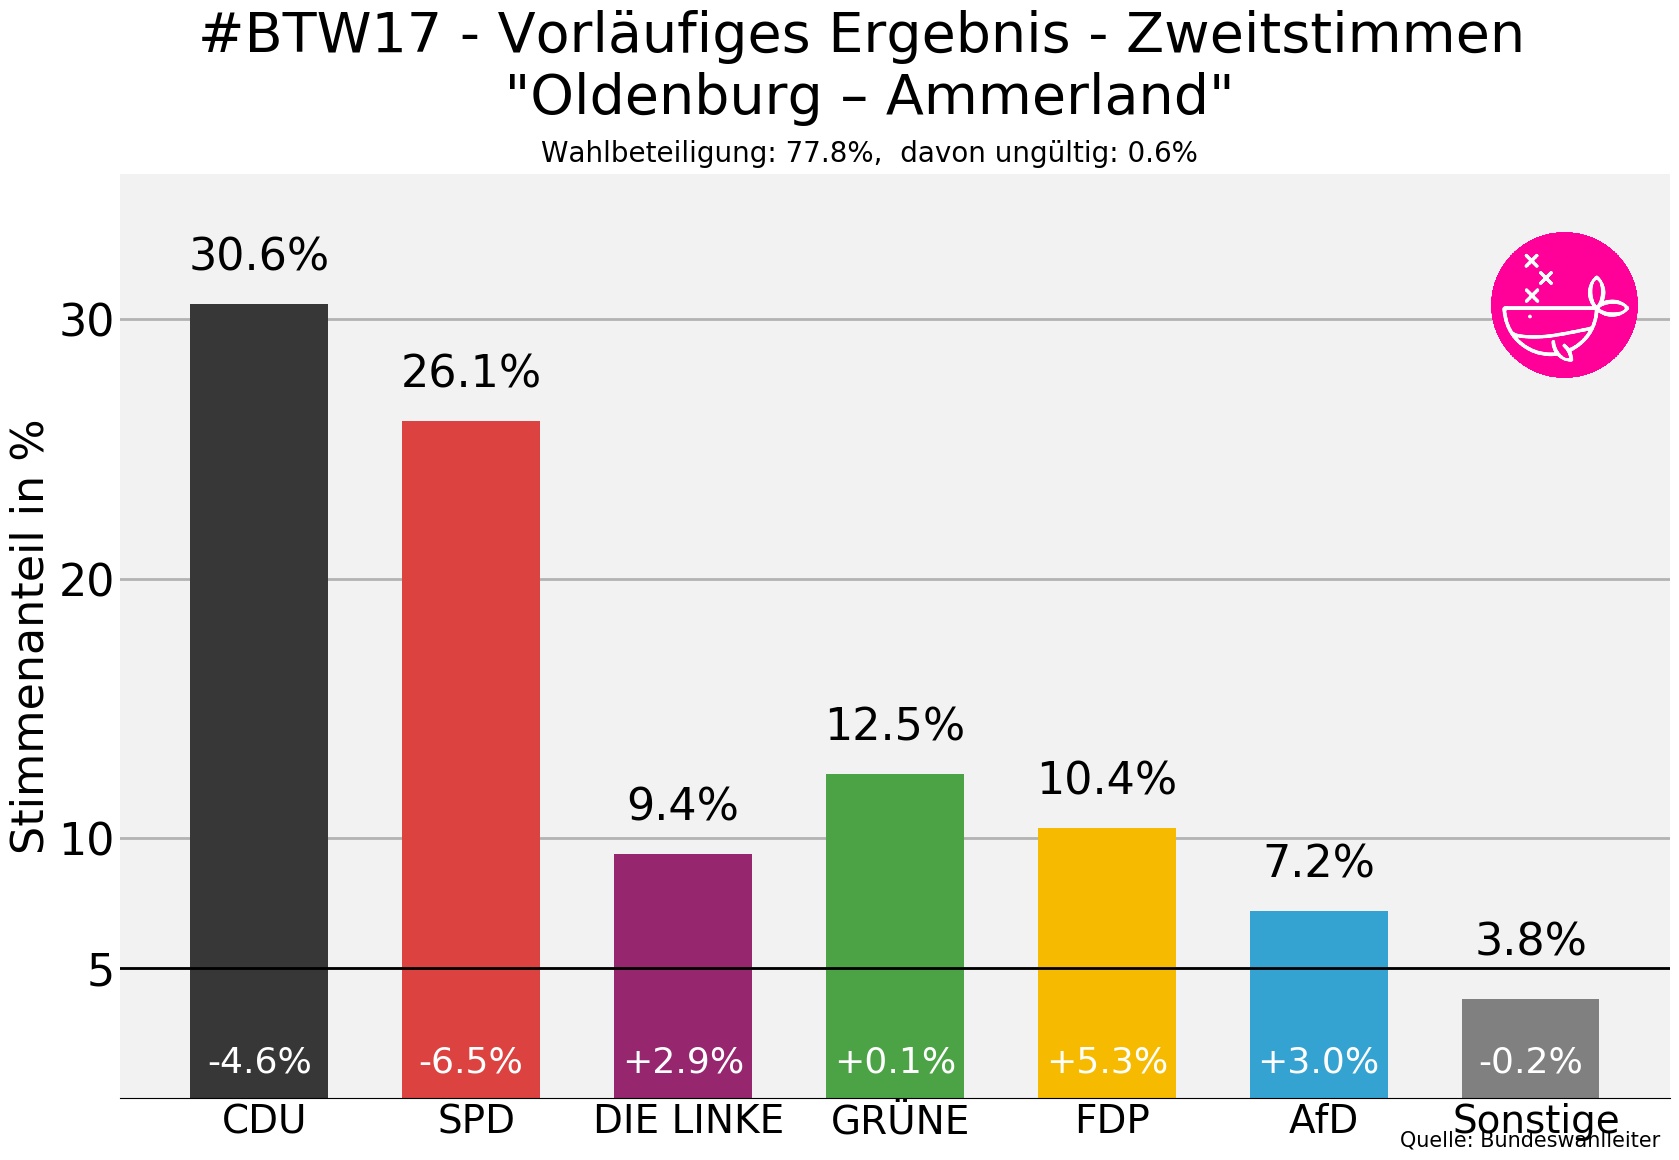 #BTW17 - Vorläufiges Ergebnis - Zweitstimmen
"Oldenburg – Ammerland"
Wahlbeteiligung: 77.8%,  davon ungültig: 0.6%
Stimmenanteil in %
30
20
10
5
30.6%
26.1%
9.4%
12.5%
10.4%
7.2%
3.8%
-4.6%
-6.5%
+2.9%
+0.1%
+5.3%
+3.0%
-0.2%
CDU
SPD
DIE LINKE
GRÜNE
FDP
AfD
Sonstige
Quelle: Bundeswahlleiter